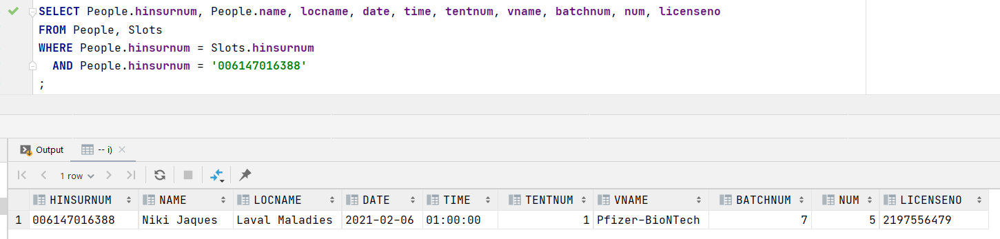 SELECT People.hinsurnum, People.name, locname, date, time, tentnum, vname, batchnum, num, licenseno
FROM People, Slots
WHERE People.hinsurnum = Slots.hinsurnum
AND People.hinsurnum = '006147016388'
;
Output -- i)
1 row
HINSURNUM NAME LOCNAME DATE TIME TENTNUM VNAME BATCHNUM NUM LICENSENO
1 006147016388 Niki Jaques Laval Maladies 2021-02-06 01:00:00 1 Pfizer-BioNTech 7 5 2197556479